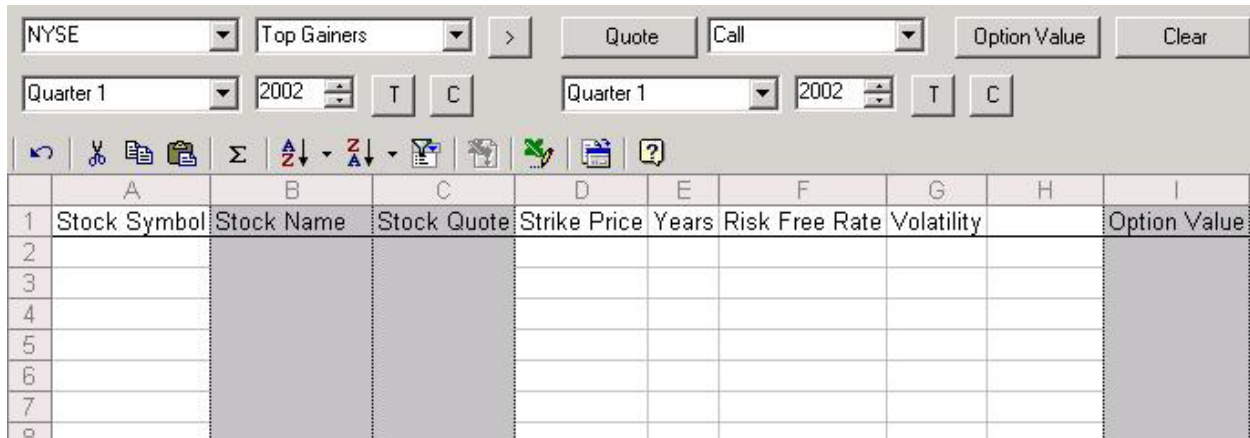 NYSE Top Gainers > Quote Call Option Value Clear
Quarter 1 2002 T C Quarter 1 2002 T C
Σ A Z Z A ?
A B C D E F G H I
1 Stock Symbol Stock Name Stock Quote Strike Price Years Risk Free Rate Volatility Option Value
2
3
4
5
6
7
8